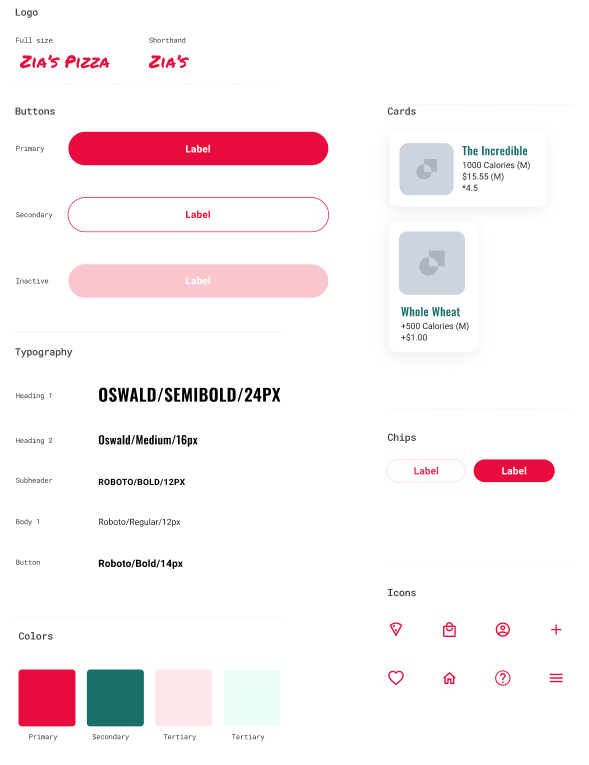 Logo
Full size
Shorthand
Zia's Pizza
Zia's
Buttons
Primary
Label
Secondary
Label
Inactive
Label
Typography
Heading 1
OSWALD/SEMIBOLD/24PX
Heading 2
Oswald/Medium/16px
Subheader
ROBOTO/BOLD/12PX
Body 1
Roboto/Regular/12px
Button
Roboto/Bold/14px
Colors
Primary
Secondary
Tertiary
Tertiary
Cards
The Incredible
1000 Calories (M)
$15.55 (M)
*4.5
Whole Wheat
+500 Calories (M)
+$1.00
Chips
Label
Label
Icons